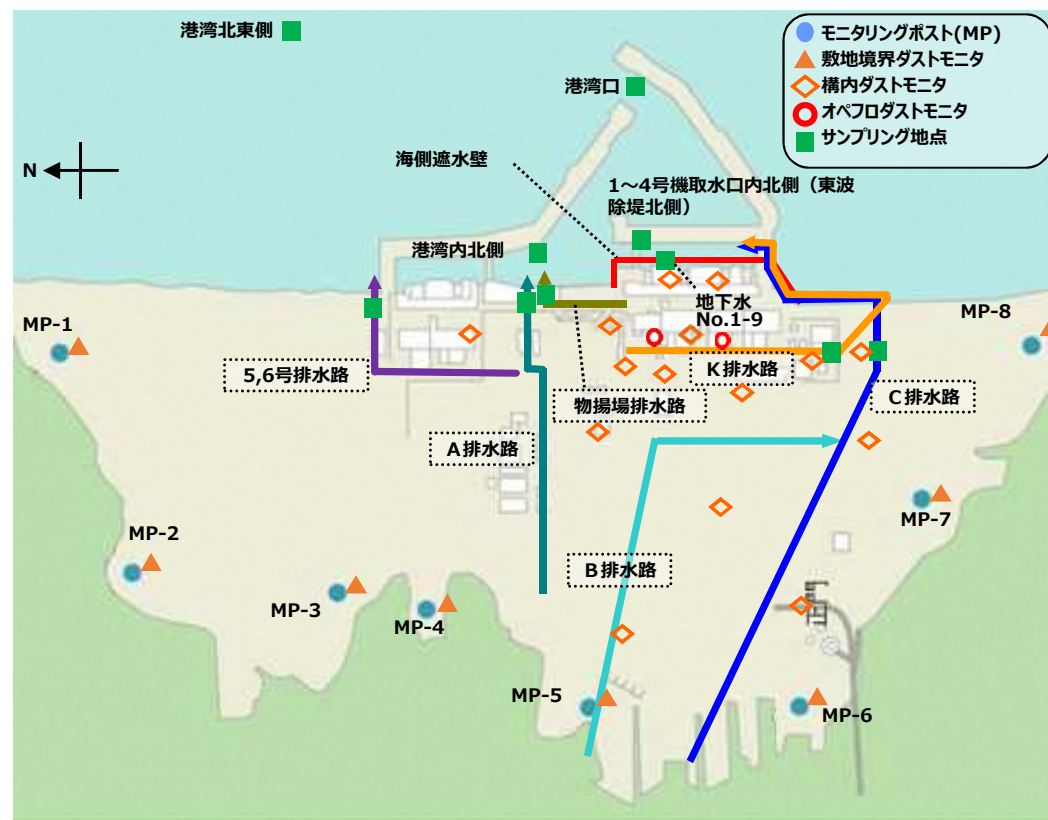 港湾北東側
モニタリングポスト(MP)
敷地境界ダストモニタ
構内ダストモニタ
オペフロダストモニタ
サンプリング地点
港湾口
N
海側遮水壁
1～4号機取水口内北側（東波
除堤北側）
港湾内北側
地下水
No.1-9
MP-8
MP-1
5,6号排水路
K排水路
物揚場排水路
C排水路
A排水路
MP-7
MP-2
B排水路
MP-3
MP-4
正門
MP-5
MP-6